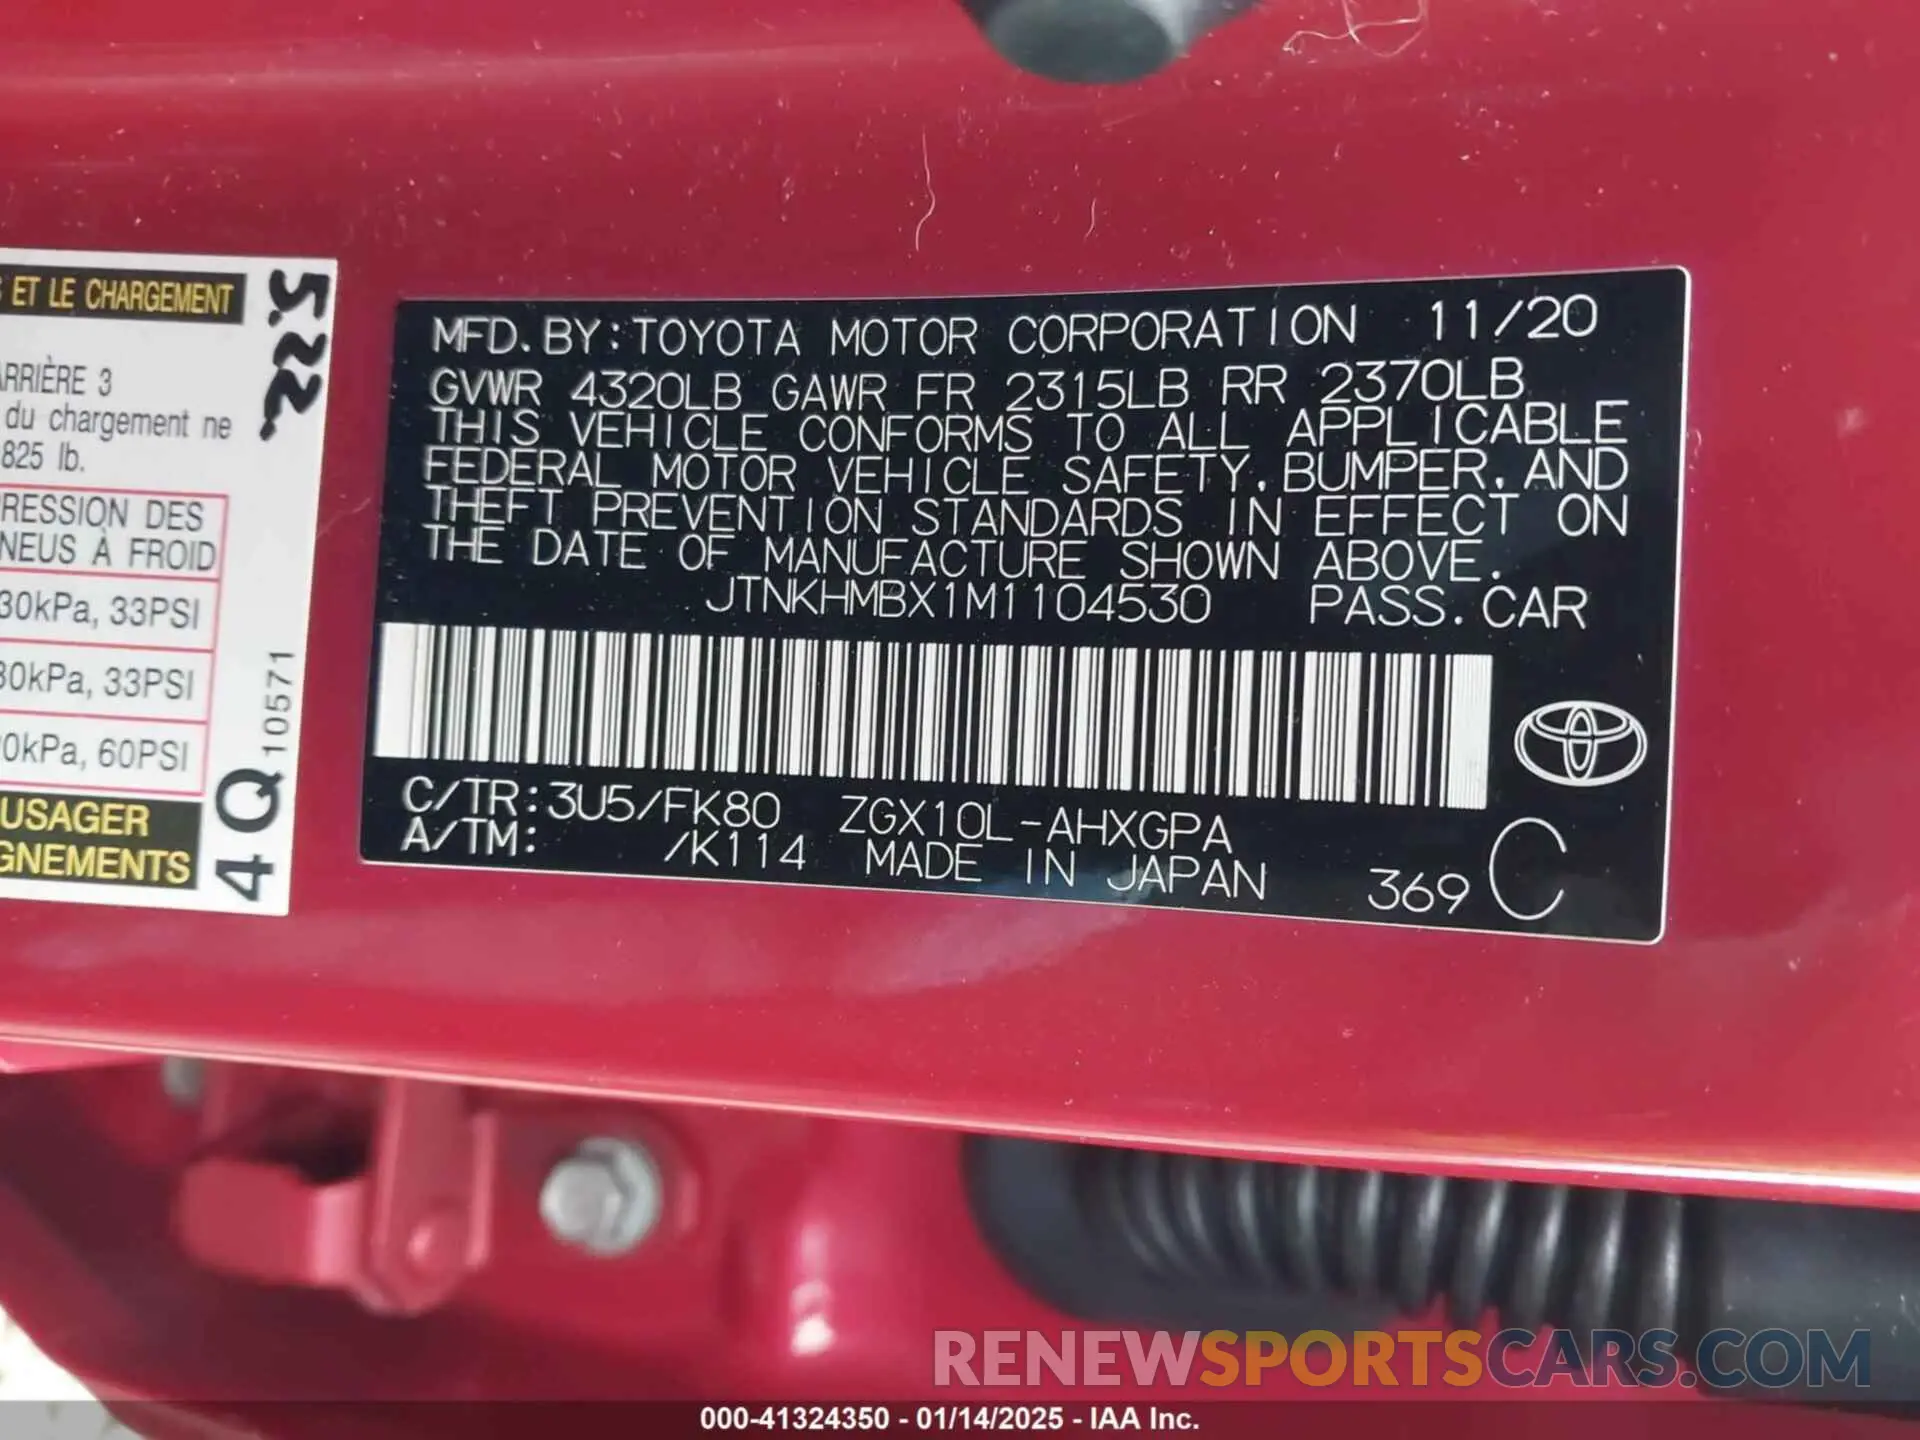 ET LE CHARGEMENT
ARRIÈRE 3
du chargement ne
825 lb.
PRESSION DES
PNEUS À FROID
30kPa, 33PSI
30kPa, 33PSI
0kPa, 60PSI
USAGER
GNEMENTS
5.22.
4Q 10571
MFD. BY: TOYOTA MOTOR CORPORATION 11/20
GVWR 4320LB GAWR FR 2315LB RR 2370LB
THIS VEHICLE CONFORMS TO ALL APPLICABLE
FEDERAL MOTOR VEHICLE SAFETY, BUMPER, AND
THEFT PREVENTION STANDARDS IN EFFECT ON
THE DATE OF MANUFACTURE SHOWN ABOVE.
JTNKHMBX1M1104530 PASS. CAR
C/TR:3U5/FK80 ZGX10L-AHXGPA
A/TM: /K114 MADE IN JAPAN 369 C
RENEWSPORTSCARS.COM
000-41324350 - 01/14/2025 - IAA Inc.